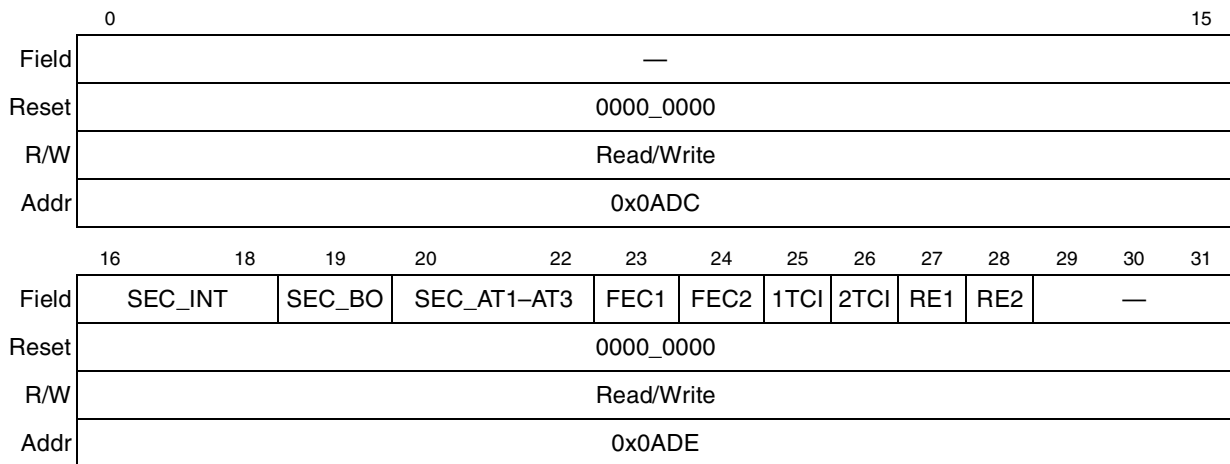 0 15
Field —
Reset 0000_0000
R/W Read/Write
Addr 0x0ADC
16 18 19 20 22 23 24 25 26 27 28 29 30 31
Field SEC_INT SEC_BO SEC_AT1–AT3 FEC1 FEC2 1TCI 2TCI RE1 RE2 —
Reset 0000_0000
R/W Read/Write
Addr 0x0ADE